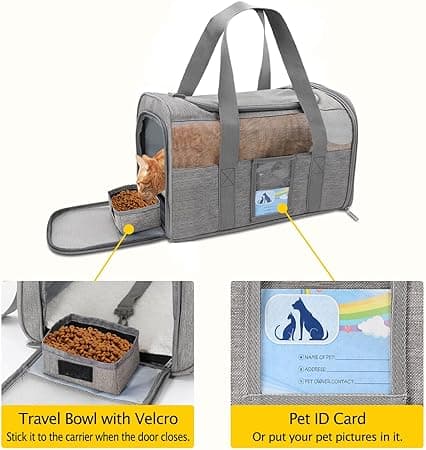 NAME OF PET:
ADDRESS:
PET OWNER CONTACT:
Travel Bowl with Velcro
Stick it to the carrier when the door closes.
Pet ID Card
Or put your pet pictures in it.